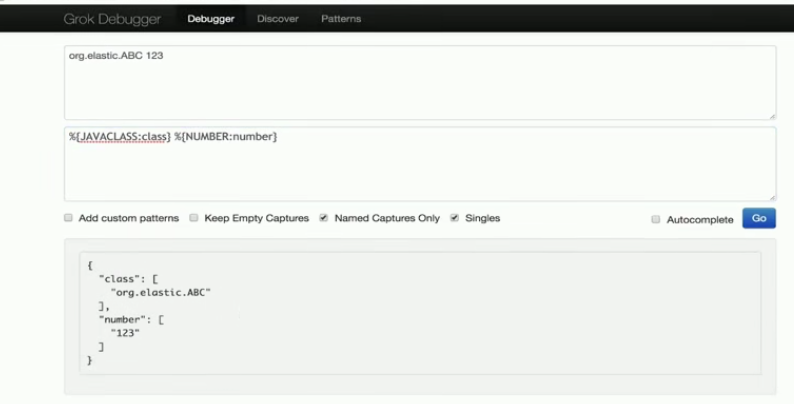 Grok Debugger Debugger Discover Patterns
org.elastic.ABC 123
%{JAVACLASS:class} %{NUMBER:number}
Add custom patterns Keep Empty Captures Named Captures Only Singles Autocomplete Go
{
"class": [
"org.elastic.ABC"
],
"number": [
"123"
]
}